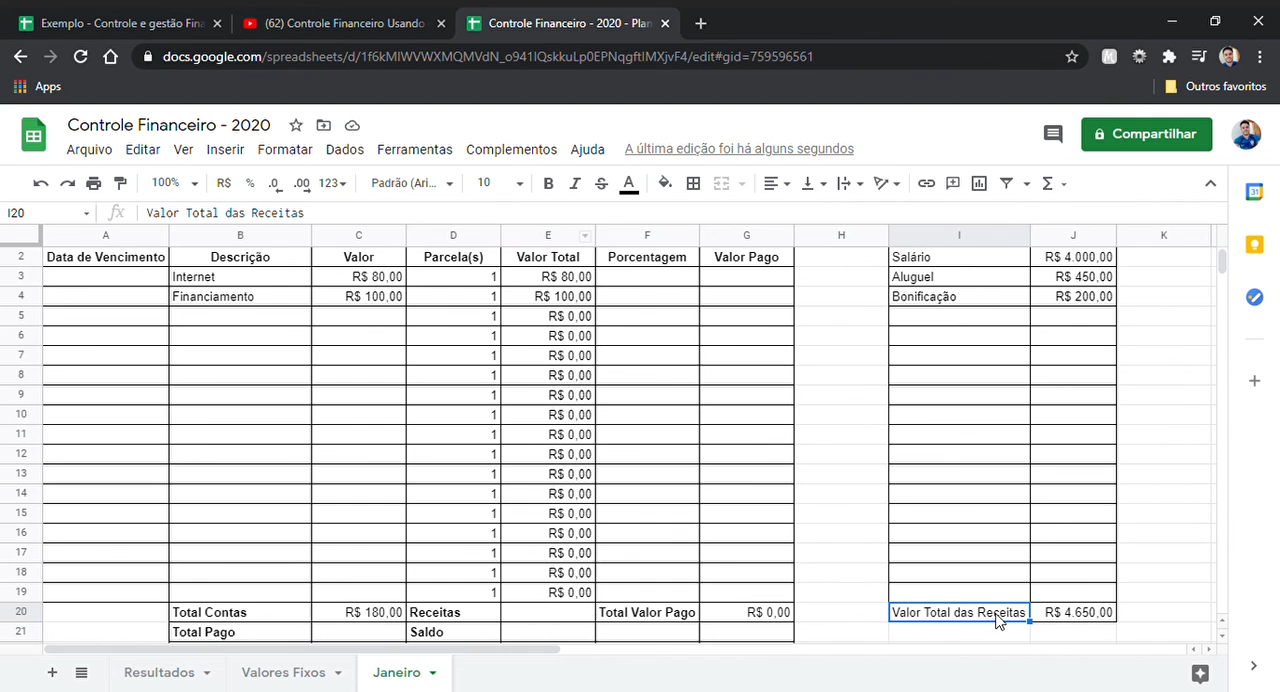 Exemplo - Controle e gestão Fina
(62) Controle Financeiro Usando
Controle Financeiro - 2020 - Plan
docs.google.com/spreadsheets/d/1f6kMIWVWXMQMVdN_o941IQskkuLp0EPNqgftIMXjvF4/edit#gid=759596561
Apps
Outros favoritos
Controle Financeiro - 2020
Arquivo Editar Ver Inserir Formatar Dados Ferramentas Complementos Ajuda A última edição foi há alguns segundos
Compartilhar
100% R$ % .0 .00 123 Padrão (Ari... 10 B I S A
I20 fx Valor Total das Receitas
A B C D E F G H I J K
2 Data de Vencimento Descrição Valor Parcela(s) Valor Total Porcentagem Valor Pago Salário R$ 4.000,00
3 Internet R$ 80,00 1 R$ 80,00 Aluguel R$ 450,00
4 Financiamento R$ 100,00 1 R$ 100,00 Bonificação R$ 200,00
5 1 R$ 0,00
6 1 R$ 0,00
7 1 R$ 0,00
8 1 R$ 0,00
9 1 R$ 0,00
10 1 R$ 0,00
11 1 R$ 0,00
12 1 R$ 0,00
13 1 R$ 0,00
14 1 R$ 0,00
15 1 R$ 0,00
16 1 R$ 0,00
17 1 R$ 0,00
18 1 R$ 0,00
19 1 R$ 0,00
20 Total Contas R$ 180,00 Receitas Total Valor Pago R$ 0,00 Valor Total das Receitas R$ 4.650,00
21 Total Pago Saldo
Resultados Valores Fixos Janeiro